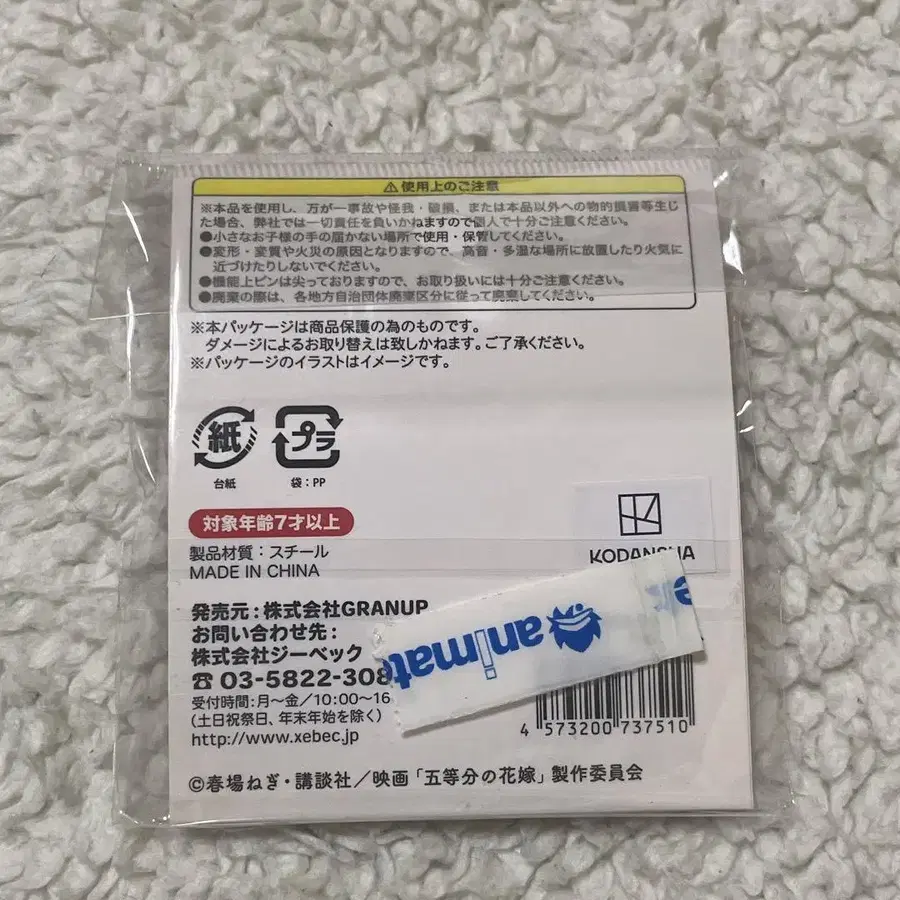 ⚠使用上のご注意
※本品を使用し、万が一事故や怪我・破損、または本品以外への物的損害等生じ
た場合、弊社では一切責任を負いかねますので個人で十分ご注意ください。
●小さなお子様の手の届かない場所で使用・保管してください。
●変形・変質や火災の原因となりますので、高音・多湿な場所に放置したり火気に
近づけたりしないでください。
●機能上ピンは尖っておりますので、お取り扱いには十分ご注意ください。
●廃棄の際は、各地方自治団体廃棄区分に従って廃棄してください。
※本パッケージは商品保護の為のものです。
ダメージによるお取り替えは致しかねます。ご了承ください。
※パッケージのイラストはイメージです。
紙 プラ
台紙 袋:PP
対象年齢7才以上
製品材質:スチール
MADE IN CHINA
KODANSHA
発売元:株式会社GRANUP
お問い合わせ先:
株式会社ジーベック
☎03-5822-308
受付時間:月～金/10:00～16
(土日祝祭日、年末年始を除く)
http://www.xebec.jp
animate
4 573200 737510
©春場ねぎ・講談社/映画「五等分の花嫁」製作委員会